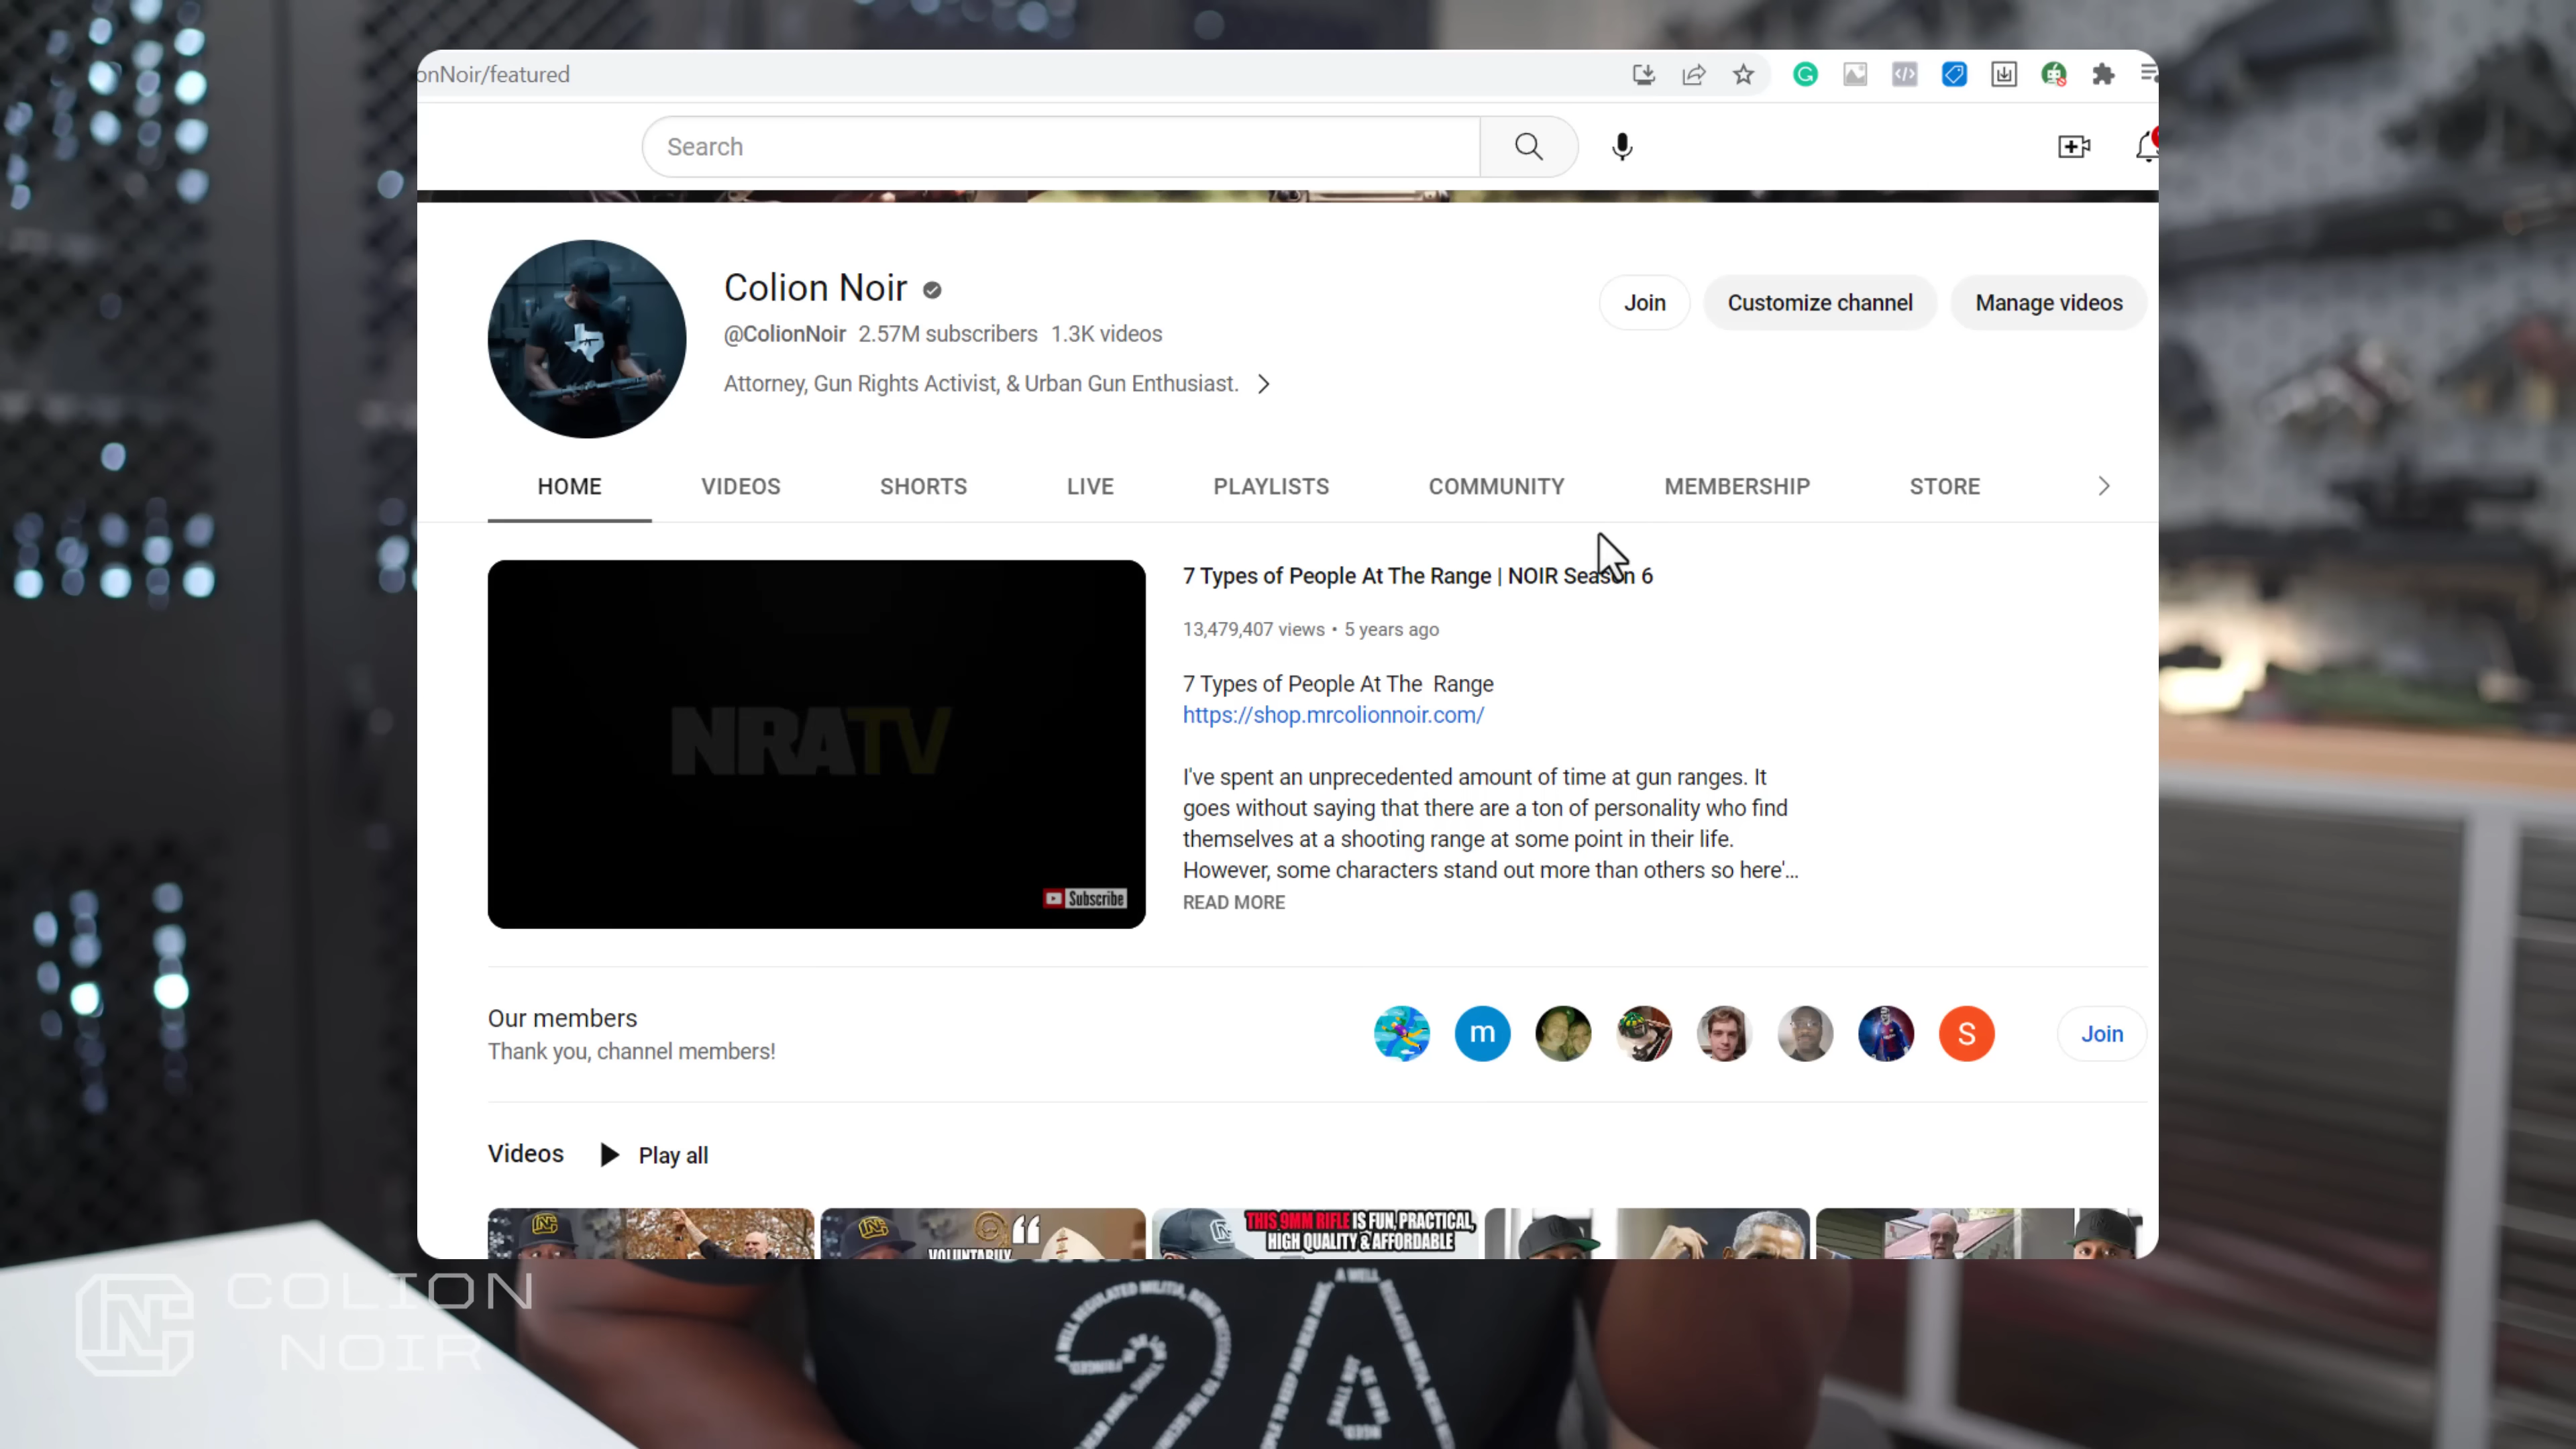 onNoir/featured
Search
Colion Noir
@ColionNoir 2.57M subscribers 1.3K videos
Attorney, Gun Rights Activist, & Urban Gun Enthusiast.
Join
Customize channel
Manage videos
HOME
VIDEOS
SHORTS
LIVE
PLAYLISTS
COMMUNITY
MEMBERSHIP
STORE
NRATV
Subscribe
7 Types of People At The Range | NOIR Season 6
13,479,407 views • 5 years ago
7 Types of People At The Range
https://shop.mrcolionnoir.com/
I've spent an unprecedented amount of time at gun ranges. It
goes without saying that there are a ton of personality who find
themselves at a shooting range at some point in their life.
However, some characters stand out more than others so here'...
READ MORE
Our members
Thank you, channel members!
m
S
Join
Videos
Play all
VOLUNTARILY
THIS 9MM RIFLE IS FUN, PRACTICAL,
HIGH QUALITY & AFFORDABLE
COLION
NOIR
2A